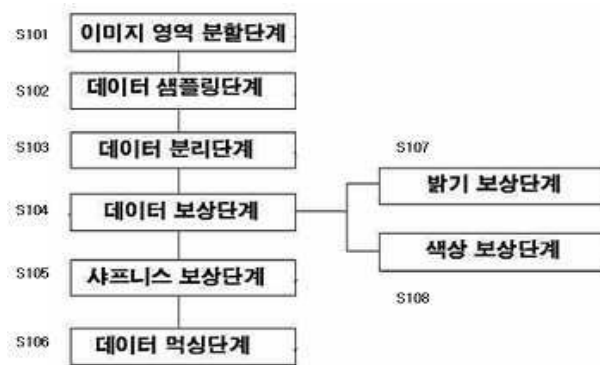 S101 이미지 영역 분할단계
S102 데이터 샘플링단계
S103 데이터 분리단계
S107
밝기 보상단계
S104 데이터 보상단계
색상 보상단계
S105 샤프니스 보상단계
S108
S106 데이터 먹싱단계